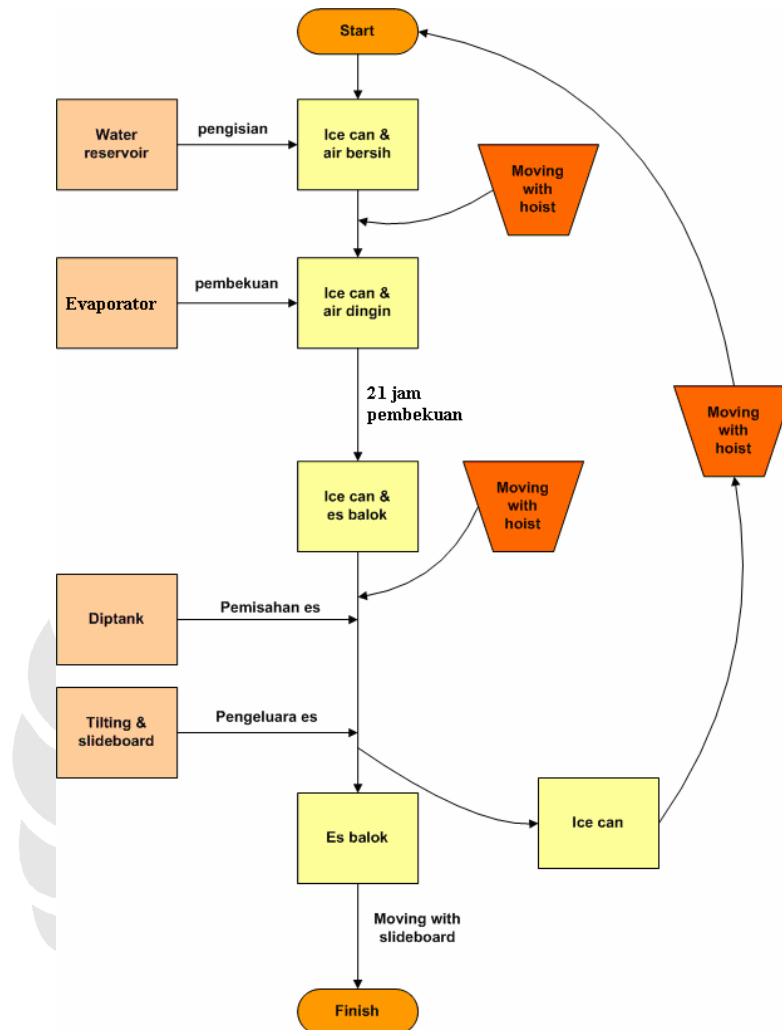 Start
Water
reservoir
pengisian
Ice can &
air bersih
Moving
with
hoist
Evaporator
pembekuan
Ice can &
air dingin
21 jam
pembekuan
Moving
with
hoist
Ice can &
es balok
Moving
with
hoist
Diptank
Pemisahan es
Tilting &
slideboard
Pengeluara es
Es balok
Ice can
Moving with
slideboard
Finish